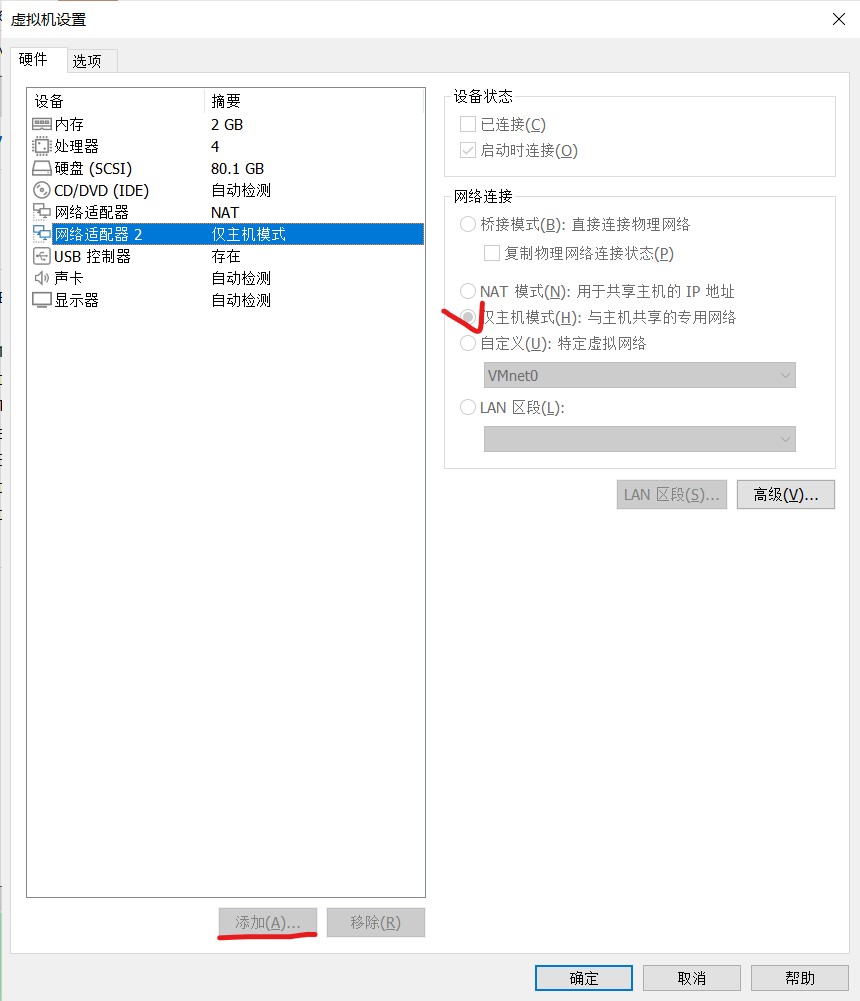 虚拟机设置
硬件 选项
设备 摘要
内存 2 GB
处理器 4
硬盘 (SCSI) 80.1 GB
CD/DVD (IDE) 自动检测
网络适配器 NAT
网络适配器 2 仅主机模式
USB 控制器 存在
声卡 自动检测
显示器 自动检测
添加(A)... 移除(R)
设备状态
已连接(C)
启动时连接(O)
网络连接
桥接模式(B): 直接连接物理网络
复制物理网络连接状态(P)
NAT 模式(N): 用于共享主机的 IP 地址
仅主机模式(H): 与主机共享的专用网络
自定义(U): 特定虚拟网络
VMnet0
LAN 区段(L):
LAN 区段(S)... 高级(V)...
确定 取消 帮助